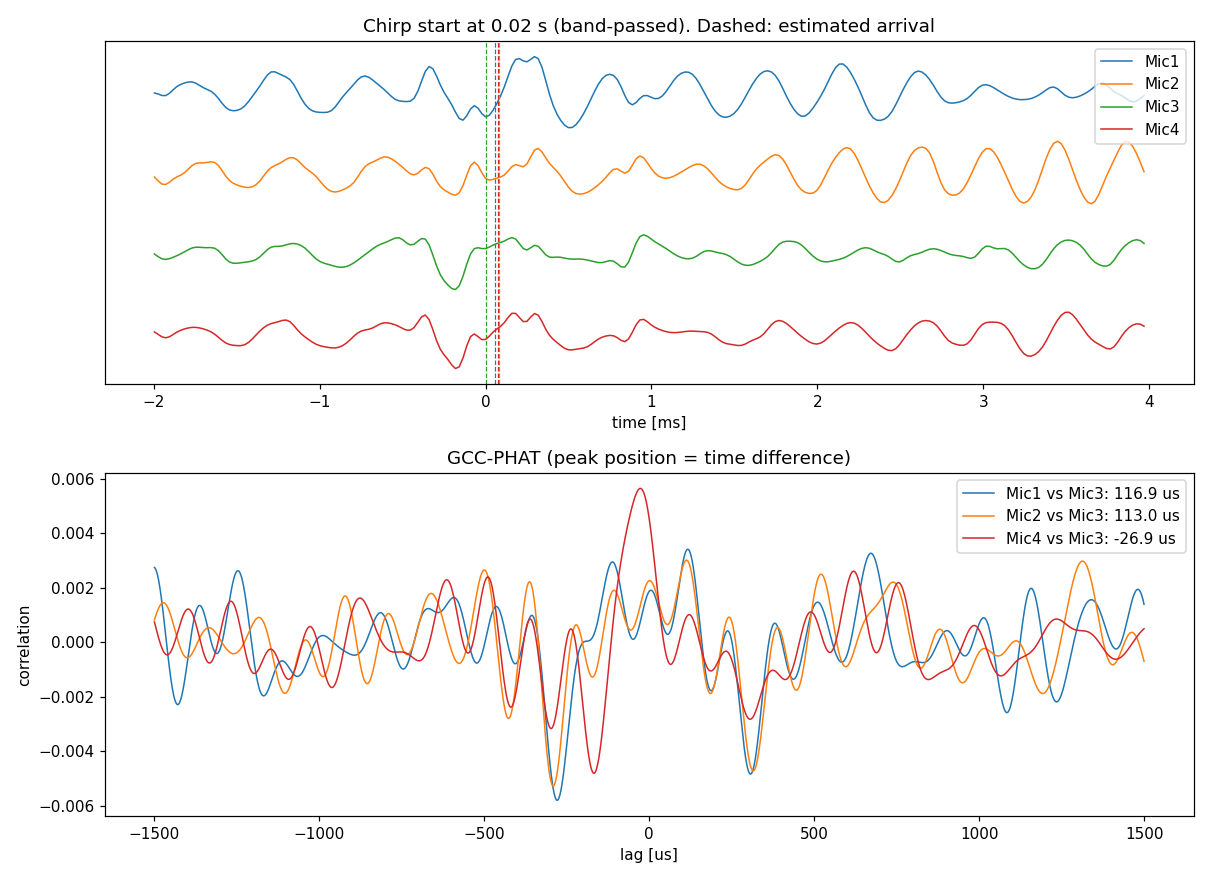 Chirp start at 0.02 s (band-passed). Dashed: estimated arrival
Mic1
Mic2
Mic3
Mic4
−2
−1
0
1
2
3
4
time [ms]
GCC-PHAT (peak position = time difference)
0.006
0.004
0.002
0.000
−0.002
−0.004
−0.006
correlation
Mic1 vs Mic3: 116.9 us
Mic2 vs Mic3: 113.0 us
Mic4 vs Mic3: -26.9 us
−1500
−1000
−500
0
500
1000
1500
lag [us]